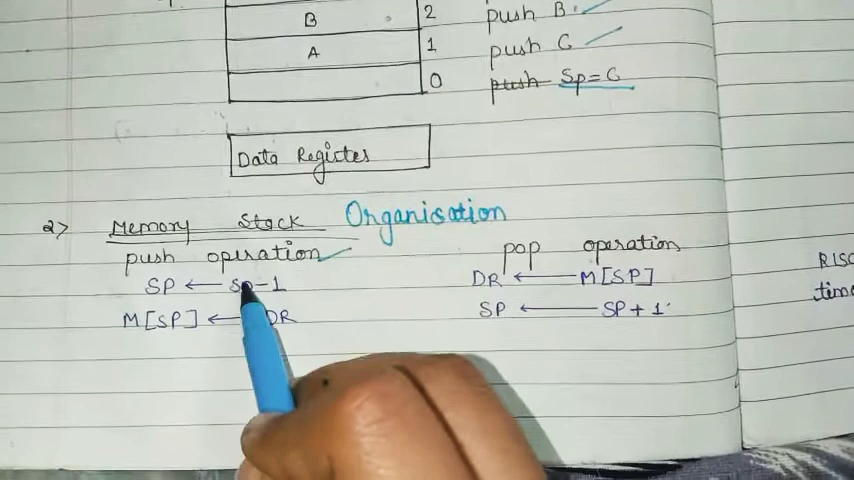 B 2 push B
A 1 push C
0 push Sp=C
Data Register
2> Memory Stack Organisation
push operation pop operation
SP ← SP-1 DR ← M[SP]
M[SP] ← DR SP ← SP+1
RISC
time